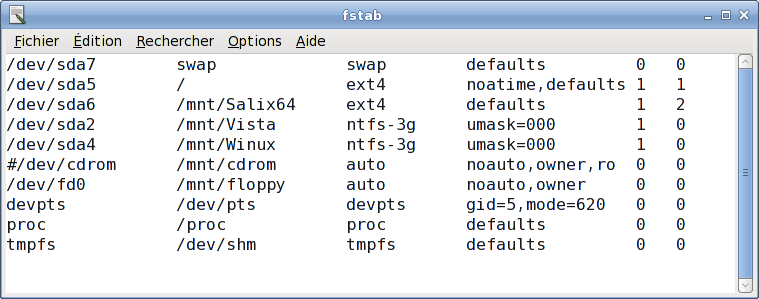 fstab
Fichier Édition Rechercher Options Aide
/dev/sda7 swap swap defaults 0 0
/dev/sda5 / ext4 noatime,defaults 1 1
/dev/sda6 /mnt/Salix64 ext4 defaults 1 2
/dev/sda2 /mnt/Vista ntfs-3g umask=000 1 0
/dev/sda4 /mnt/Winux ntfs-3g umask=000 1 0
#/dev/cdrom /mnt/cdrom auto noauto,owner,ro 0 0
/dev/fd0 /mnt/floppy auto noauto,owner 0 0
devpts /dev/pts devpts gid=5,mode=620 0 0
proc /proc proc defaults 0 0
tmpfs /dev/shm tmpfs defaults 0 0